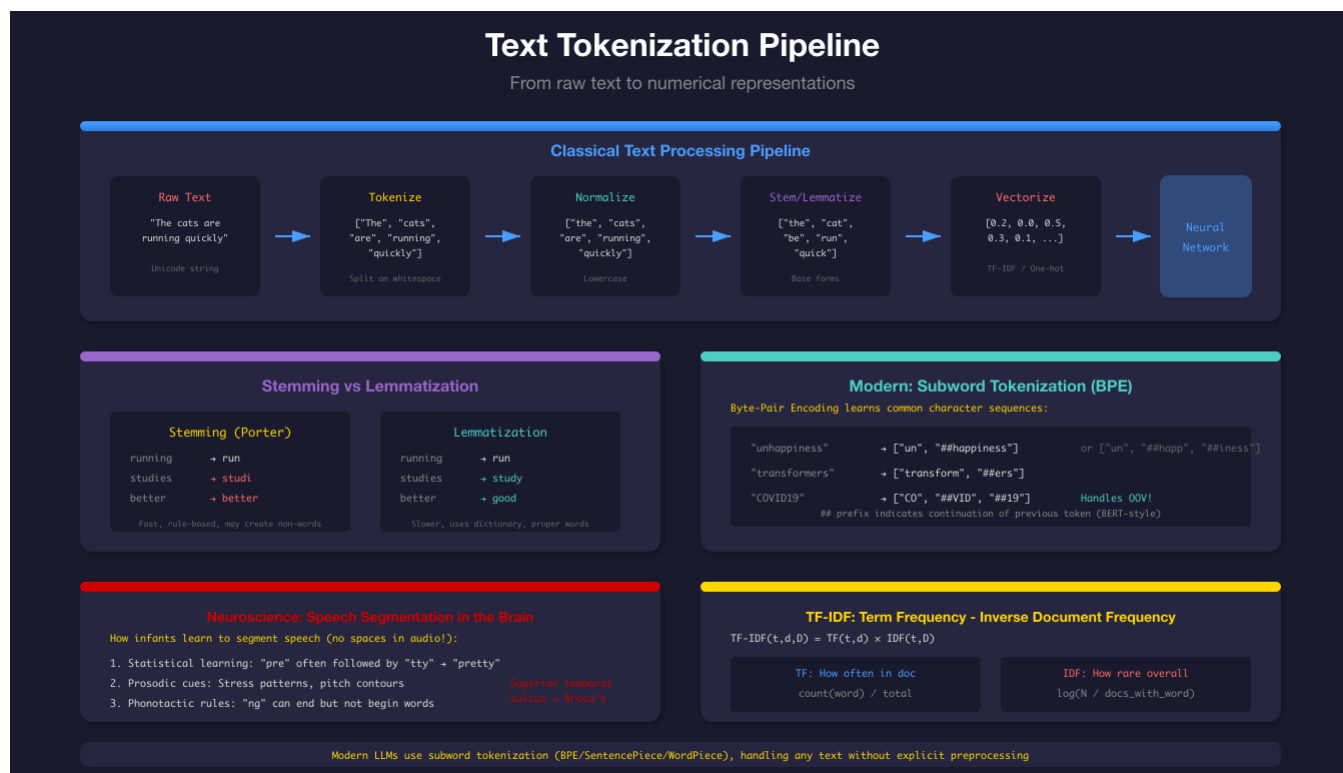 Text Tokenization Pipeline
From raw text to numerical representations
Classical Text Processing Pipeline
Raw Text
"The cats are
running quickly"
Unicode string
Tokenize
["The", "cats",
"are", "running",
"quickly"]
Split on whitespace
Normalize
["the", "cats",
"are", "running",
"quickly"]
Lowercase
Stem/Lemmatize
["the", "cat",
"be", "run",
"quick"]
Base forms
Vectorize
[0.2, 0.0, 0.5,
0.3, 0.1, ...]
TF-IDF / One-hot
Neural
Network
Stemming vs Lemmatization
Stemming (Porter)
running → run
studies → studi
better → better
Fast, rule-based, may create non-words
Lemmatization
running → run
studies → study
better → good
Slower, uses dictionary, proper words
Modern: Subword Tokenization (BPE)
Byte-Pair Encoding learns common character sequences:
"unhappiness" → ["un", "##happiness"] or ["un", "##happ", "##iness"]
"transformers" → ["transform", "##ers"]
"COVID19" → ["CO", "##VID", "##19"] Handles OOV!
## prefix indicates continuation of previous token (BERT-style)
Neuroscience: Speech Segmentation in the Brain
How infants learn to segment speech (no spaces in audio!):
1. Statistical learning: "pre" often followed by "tty" → "pretty"
2. Prosodic cues: Stress patterns, pitch contours
3. Phonotactic rules: "ng" can end but not begin words
Superior temporal
sulcus + Broca's
TF-IDF: Term Frequency - Inverse Document Frequency
TF-IDF(t,d,D) = TF(t,d) × IDF(t,D)
TF: How often in doc
count(word) / total
IDF: How rare overall
log(N / docs_with_word)
Modern LLMs use subword tokenization (BPE/SentencePiece/WordPiece), handling any text without explicit preprocessing